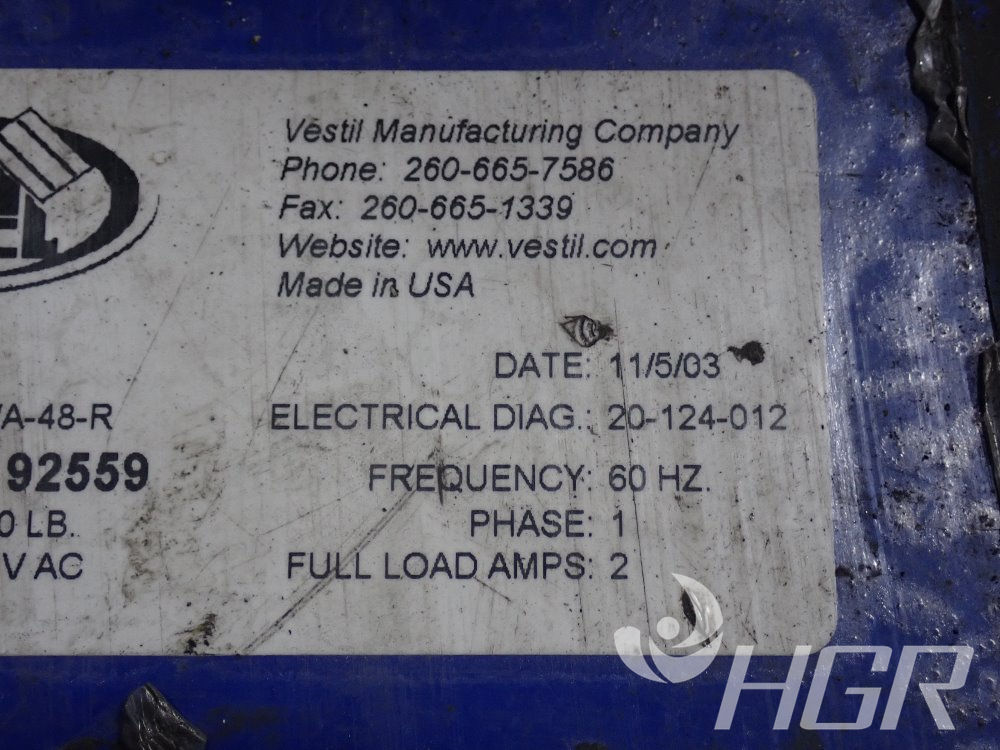 Vestil Manufacturing Company
Phone: 260-665-7586
Fax: 260-665-1339
Website: www.vestil.com
Made in USA
DATE: 11/5/03
/A-48-R ELECTRICAL DIAG.: 20-124-012
92559 FREQUENCY: 60 HZ.
0 LB. PHASE: 1
V AC FULL LOAD AMPS: 2
HGR